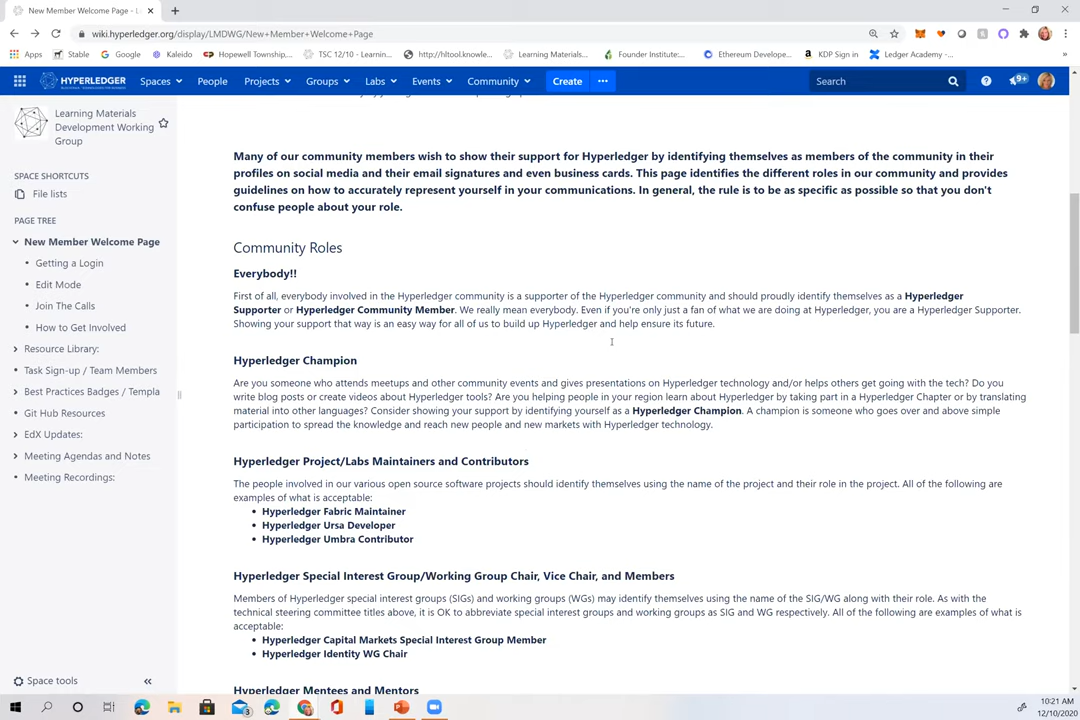 New Member Welcome Page - L
wiki.hyperledger.org/display/LMDWG/New+Member+Welcome+Page
Apps Stable Google Kaleido Hopewell Township,... TSC 12/10 - Learnin... http://hltool.knowle... Learning Materials... Founder Institute:... Ethereum Develope... KDP Sign in Ledger Academy -... »
HYPERLEDGER Spaces People Projects Groups Labs Events Community Create ••• Search 9+
Learning Materials
Development Working
Group
SPACE SHORTCUTS
File lists
PAGE TREE
New Member Welcome Page
Getting a Login
Edit Mode
Join The Calls
How to Get Involved
Resource Library:
Task Sign-up / Team Members
Best Practices Badges / Templa
Git Hub Resources
EdX Updates:
Meeting Agendas and Notes
Meeting Recordings:
Space tools
Many of our community members wish to show their support for Hyperledger by identifying themselves as members of the community in their
profiles on social media and their email signatures and even business cards. This page identifies the different roles in our community and provides
guidelines on how to accurately represent yourself in your communications. In general, the rule is to be as specific as possible so that you don't
confuse people about your role.
Community Roles
Everybody!!
First of all, everybody involved in the Hyperledger community is a supporter of the Hyperledger community and should proudly identify themselves as a Hyperledger
Supporter or Hyperledger Community Member. We really mean everybody. Even if you're only just a fan of what we are doing at Hyperledger, you are a Hyperledger Supporter.
Showing your support that way is an easy way for all of us to build up Hyperledger and help ensure its future.
Hyperledger Champion
Are you someone who attends meetups and other community events and gives presentations on Hyperledger technology and/or helps others get going with the tech? Do you
write blog posts or create videos about Hyperledger tools? Are you helping people in your region learn about Hyperledger by taking part in a Hyperledger Chapter or by translating
material into other languages? Consider showing your support by identifying yourself as a Hyperledger Champion. A champion is someone who goes over and above simple
participation to spread the knowledge and reach new people and new markets with Hyperledger technology.
Hyperledger Project/Labs Maintainers and Contributors
The people involved in our various open source software projects should identify themselves using the name of the project and their role in the project. All of the following are
examples of what is acceptable:
• Hyperledger Fabric Maintainer
• Hyperledger Ursa Developer
• Hyperledger Umbra Contributor
Hyperledger Special Interest Group/Working Group Chair, Vice Chair, and Members
Members of Hyperledger special interest groups (SIGs) and working groups (WGs) may identify themselves using the name of the SIG/WG along with their role. As with the
technical steering committee titles above, it is OK to abbreviate special interest groups and working groups as SIG and WG respectively. All of the following are examples of what is
acceptable:
• Hyperledger Capital Markets Special Interest Group Member
• Hyperledger Identity WG Chair
Hyperledger Mentees and Mentors
10:21 AM
12/10/2020